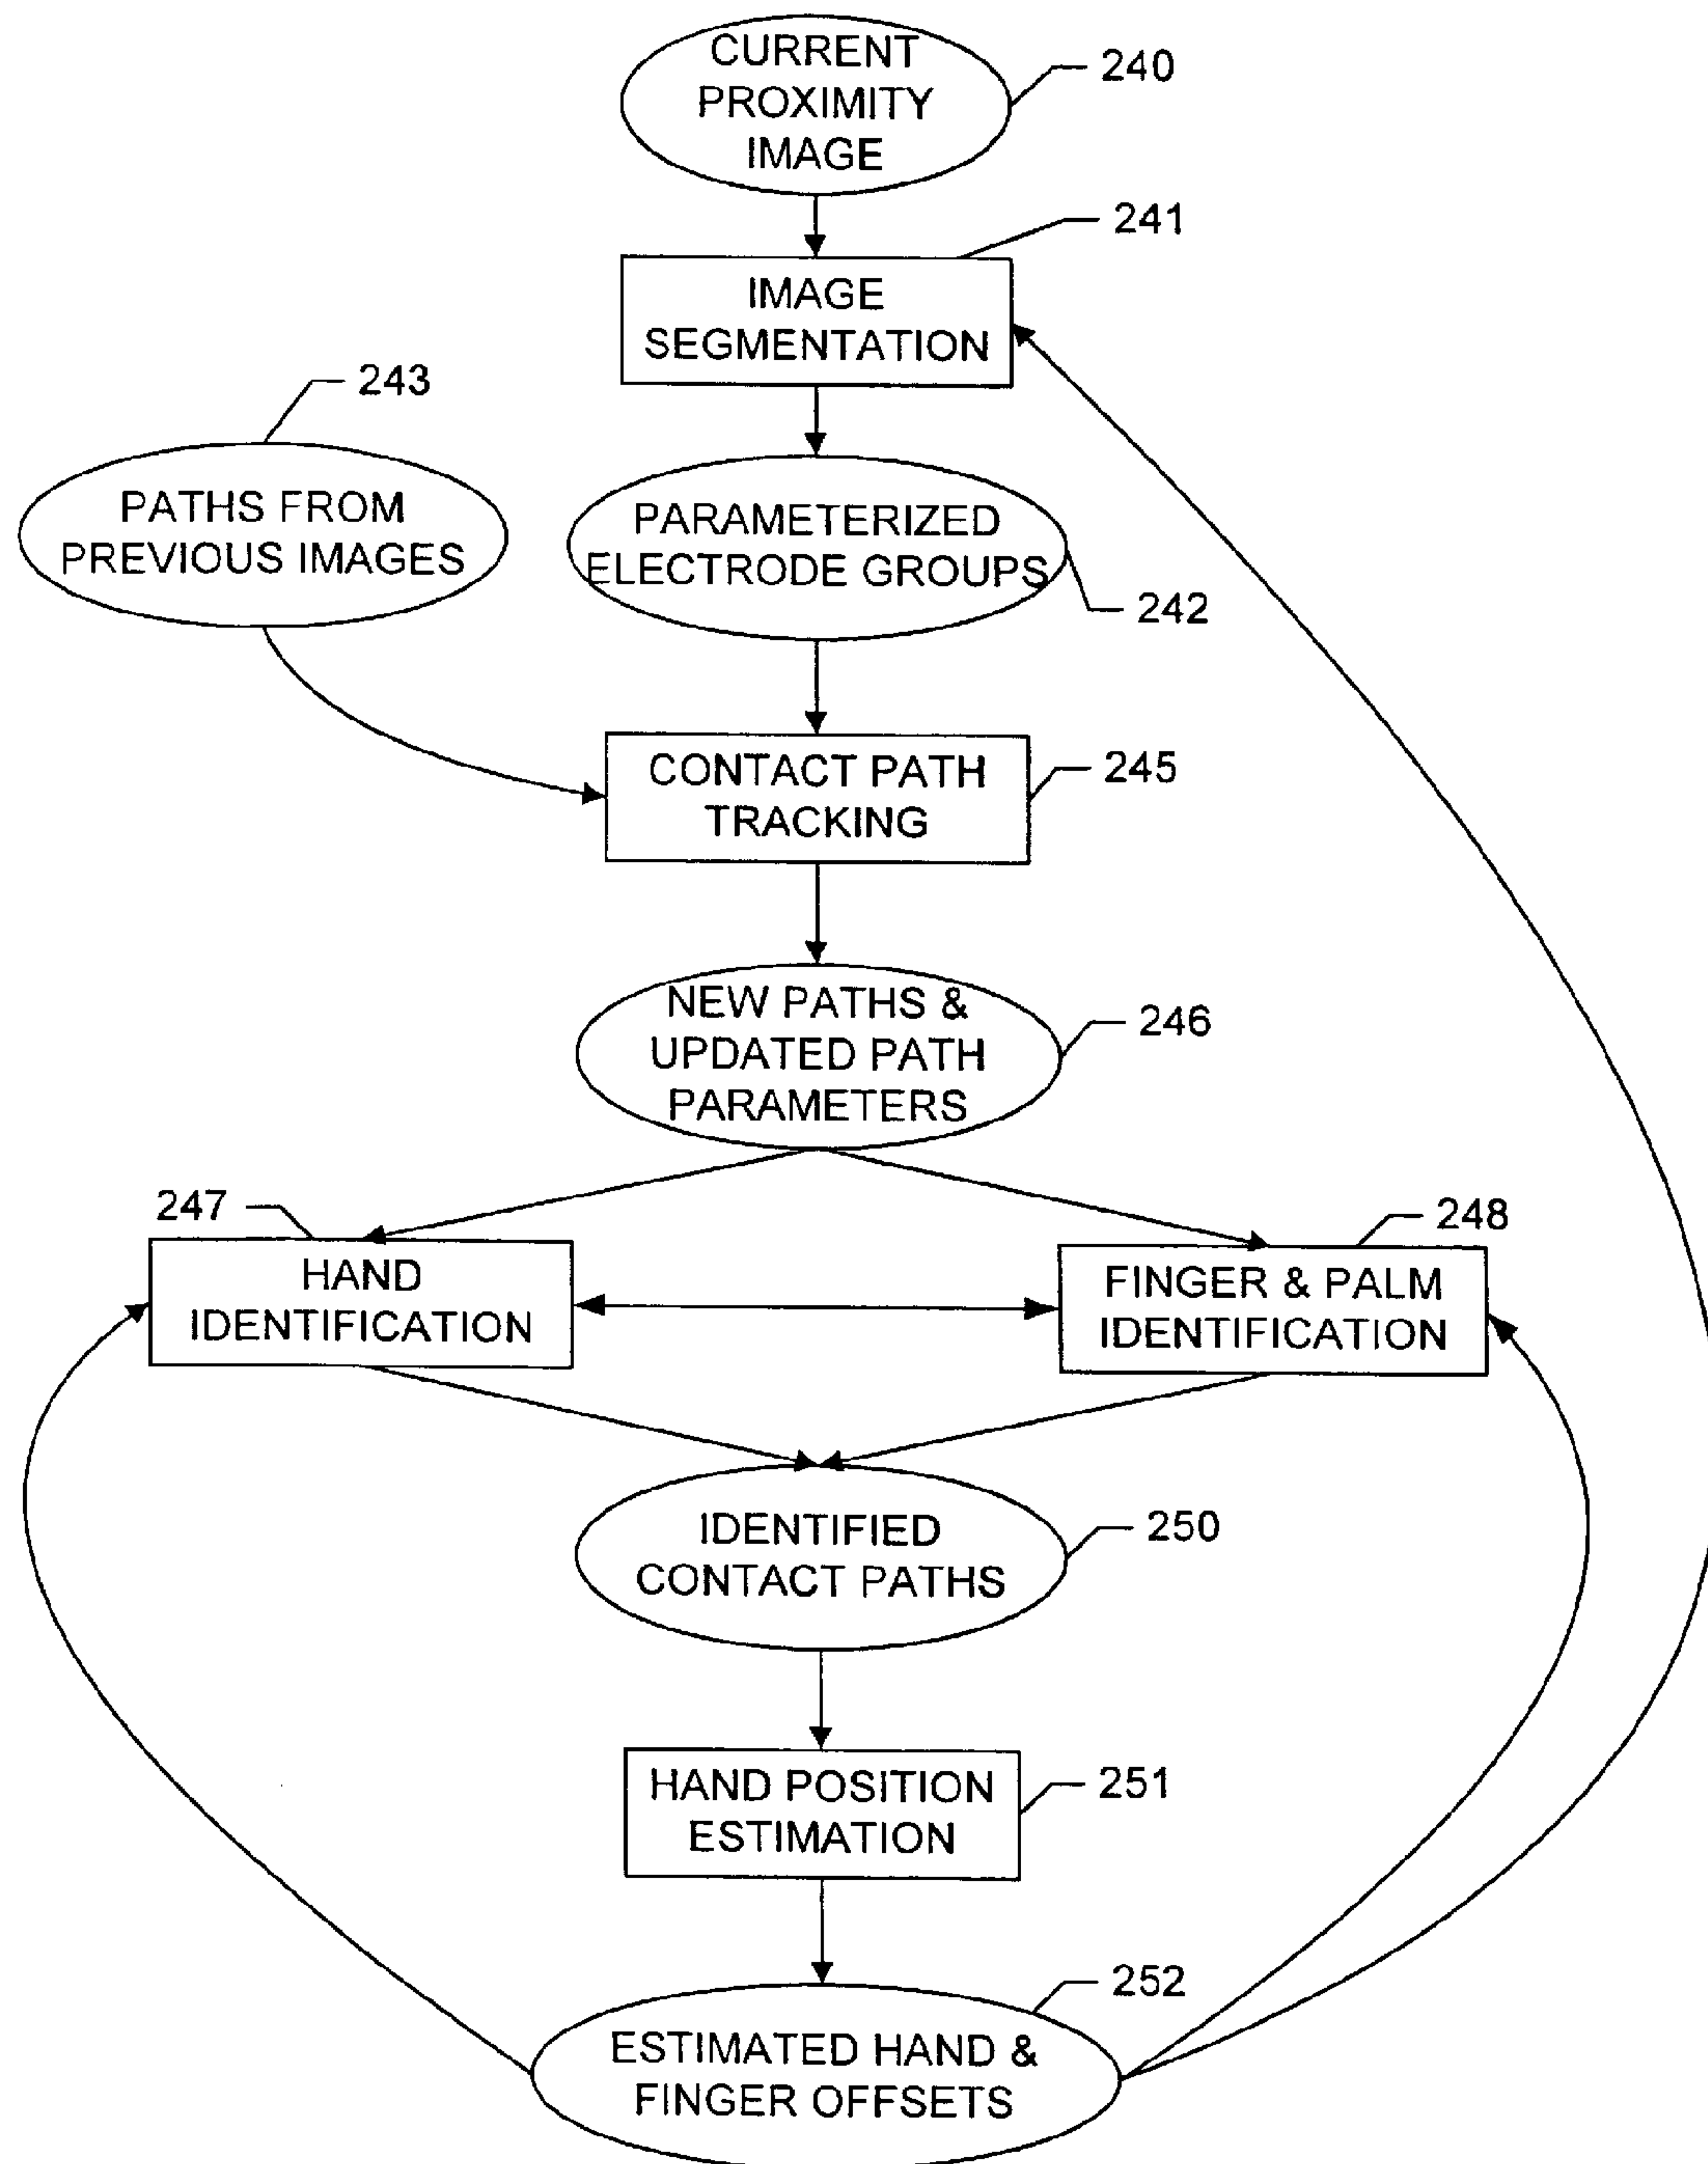 CURRENT
PROXIMITY
IMAGE
240
241
IMAGE
SEGMENTATION
243
PATHS FROM
PREVIOUS IMAGES
PARAMETERIZED
ELECTRODE GROUPS
242
CONTACT PATH
TRACKING
245
NEW PATHS &
UPDATED PATH
PARAMETERS
246
247
HAND
IDENTIFICATION
248
FINGER & PALM
IDENTIFICATION
IDENTIFIED
CONTACT PATHS
250
HAND POSITION
ESTIMATION
251
252
ESTIMATED HAND &
FINGER OFFSETS